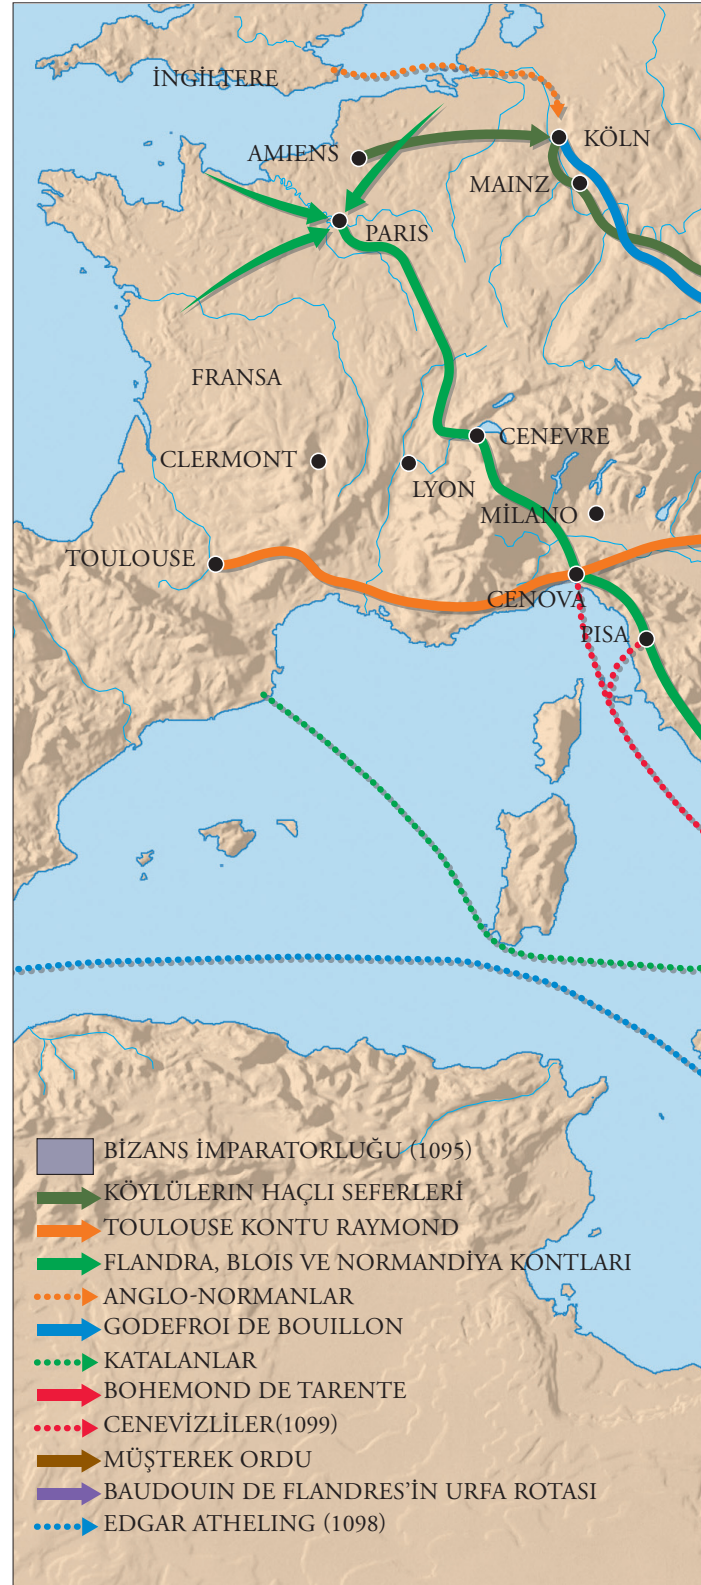 İNGİLTERE
AMIENS
KÖLN
MAINZ
PARIS
FRANSA
CENEVRE
CLERMONT
LYON
MİLANO
TOULOUSE
CENOVA
PISA
BİZANS İMPARATORLUĞU (1095)
KÖYLÜLERIN HAÇLI SEFERLERİ
TOULOUSE KONTU RAYMOND
FLANDRA, BLOIS VE NORMANDİYA KONTLARI
ANGLO-NORMANLAR
GODEFROI DE BOUILLON
KATALANLAR
BOHEMOND DE TARENTE
CENEVİZLİLER(1099)
MÜŞTEREK ORDU
BAUDOUIN DE FLANDRES'İN URFA ROTASI
EDGAR ATHELING (1098)